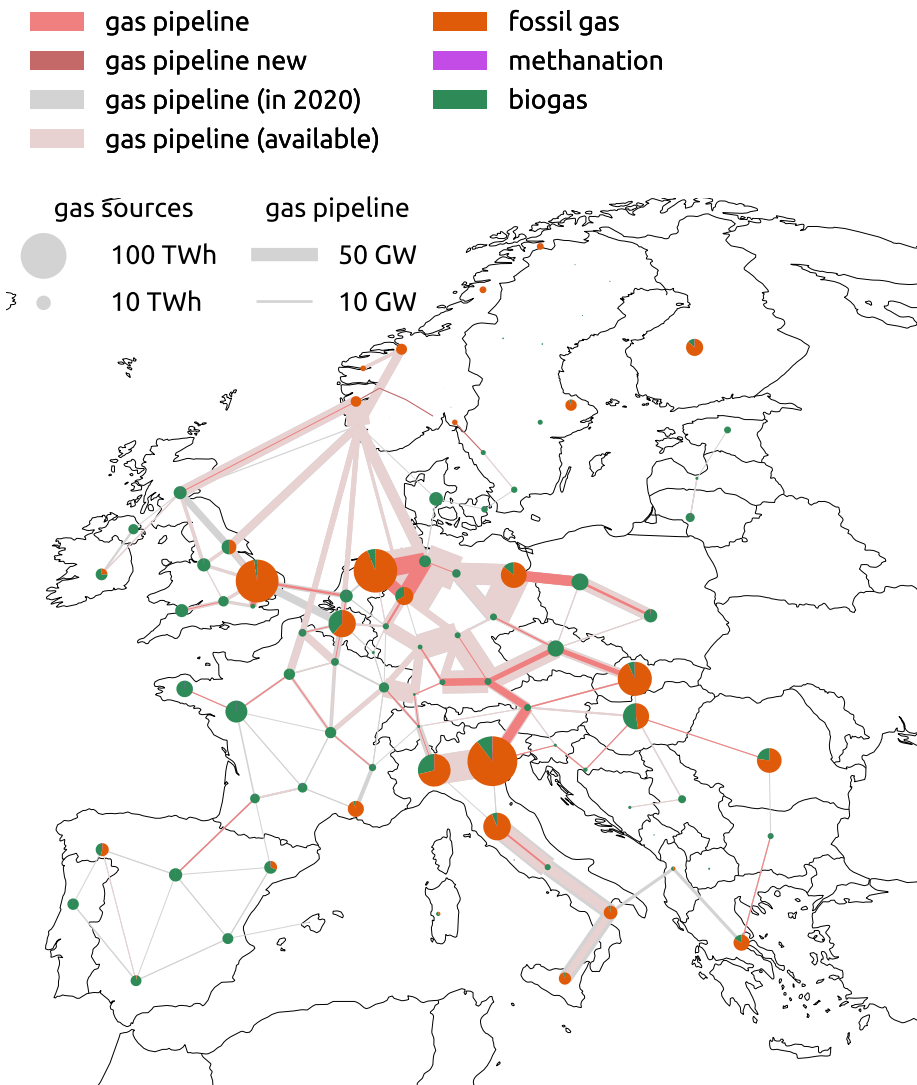 gas pipeline
gas pipeline new
gas pipeline (in 2020)
gas pipeline (available)
fossil gas
methanation
biogas
gas sources
100 TWh
10 TWh
gas pipeline
50 GW
10 GW